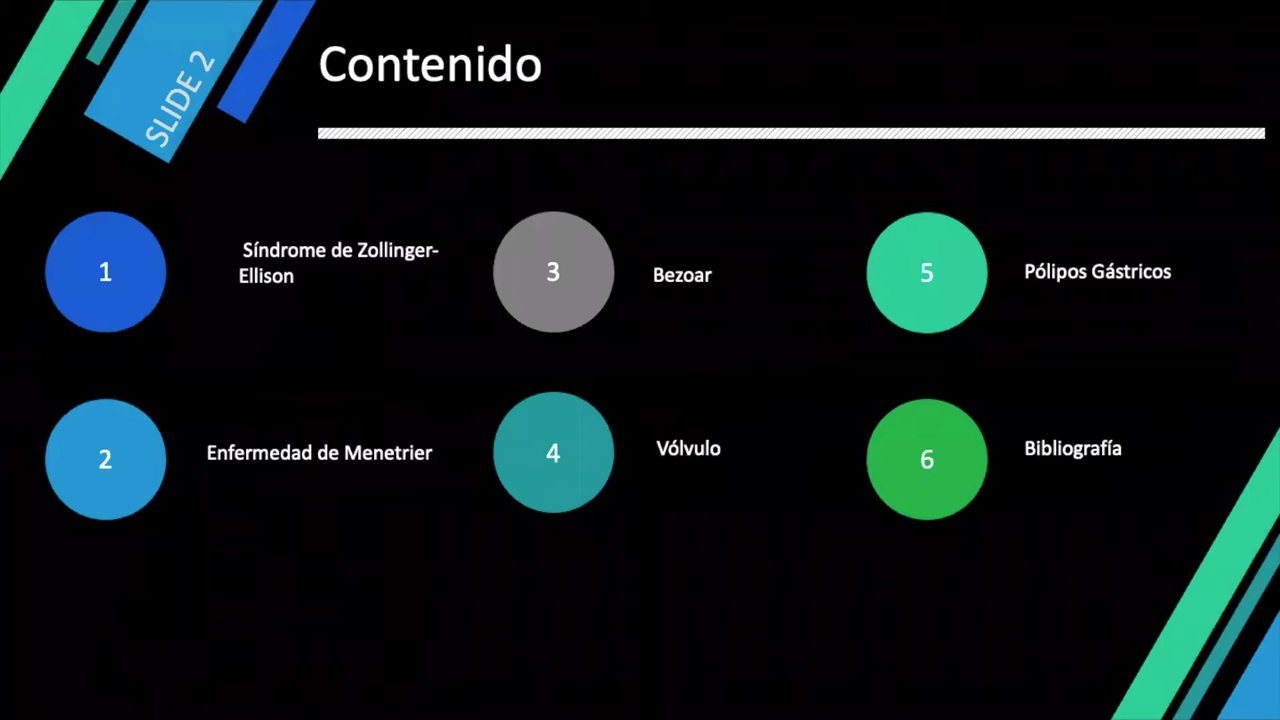 SLIDE 2
Contenido
1
Síndrome de Zollinger-
Ellison
2
Enfermedad de Menetrier
3
Bezoar
4
Vólvulo
5
Pólipos Gástricos
6
Bibliografía